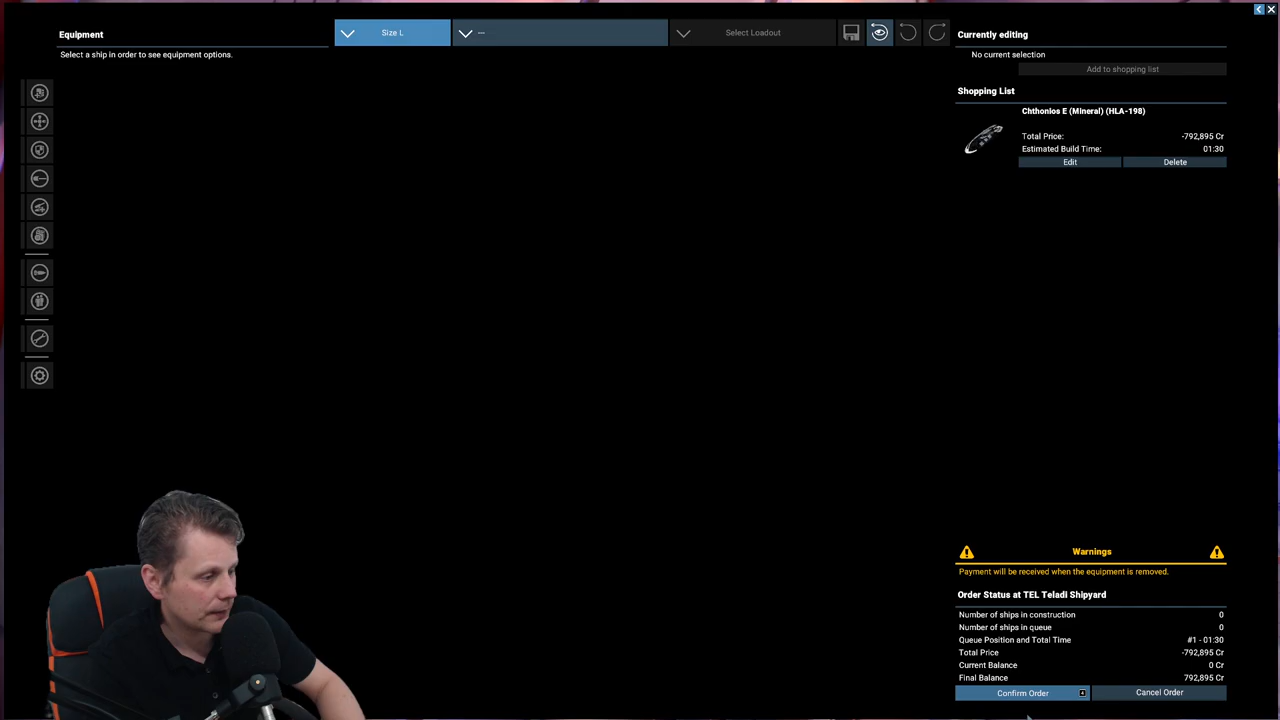 Equipment
Select a ship in order to see equipment options.
Size L
---
Select Loadout
Currently editing
No current selection
Add to shopping list
Shopping List
Chthonios E (Mineral) (HLA-198)
Total Price: -792,895 Cr
Estimated Build Time: 01:30
Edit Delete
Warnings
Payment will be received when the equipment is removed.
Order Status at TEL Teladi Shipyard
Number of ships in construction 0
Number of ships in queue 0
Queue Position and Total Time #1 - 01:30
Total Price -792,895 Cr
Current Balance 0 Cr
Final Balance 792,895 Cr
Confirm Order Cancel Order